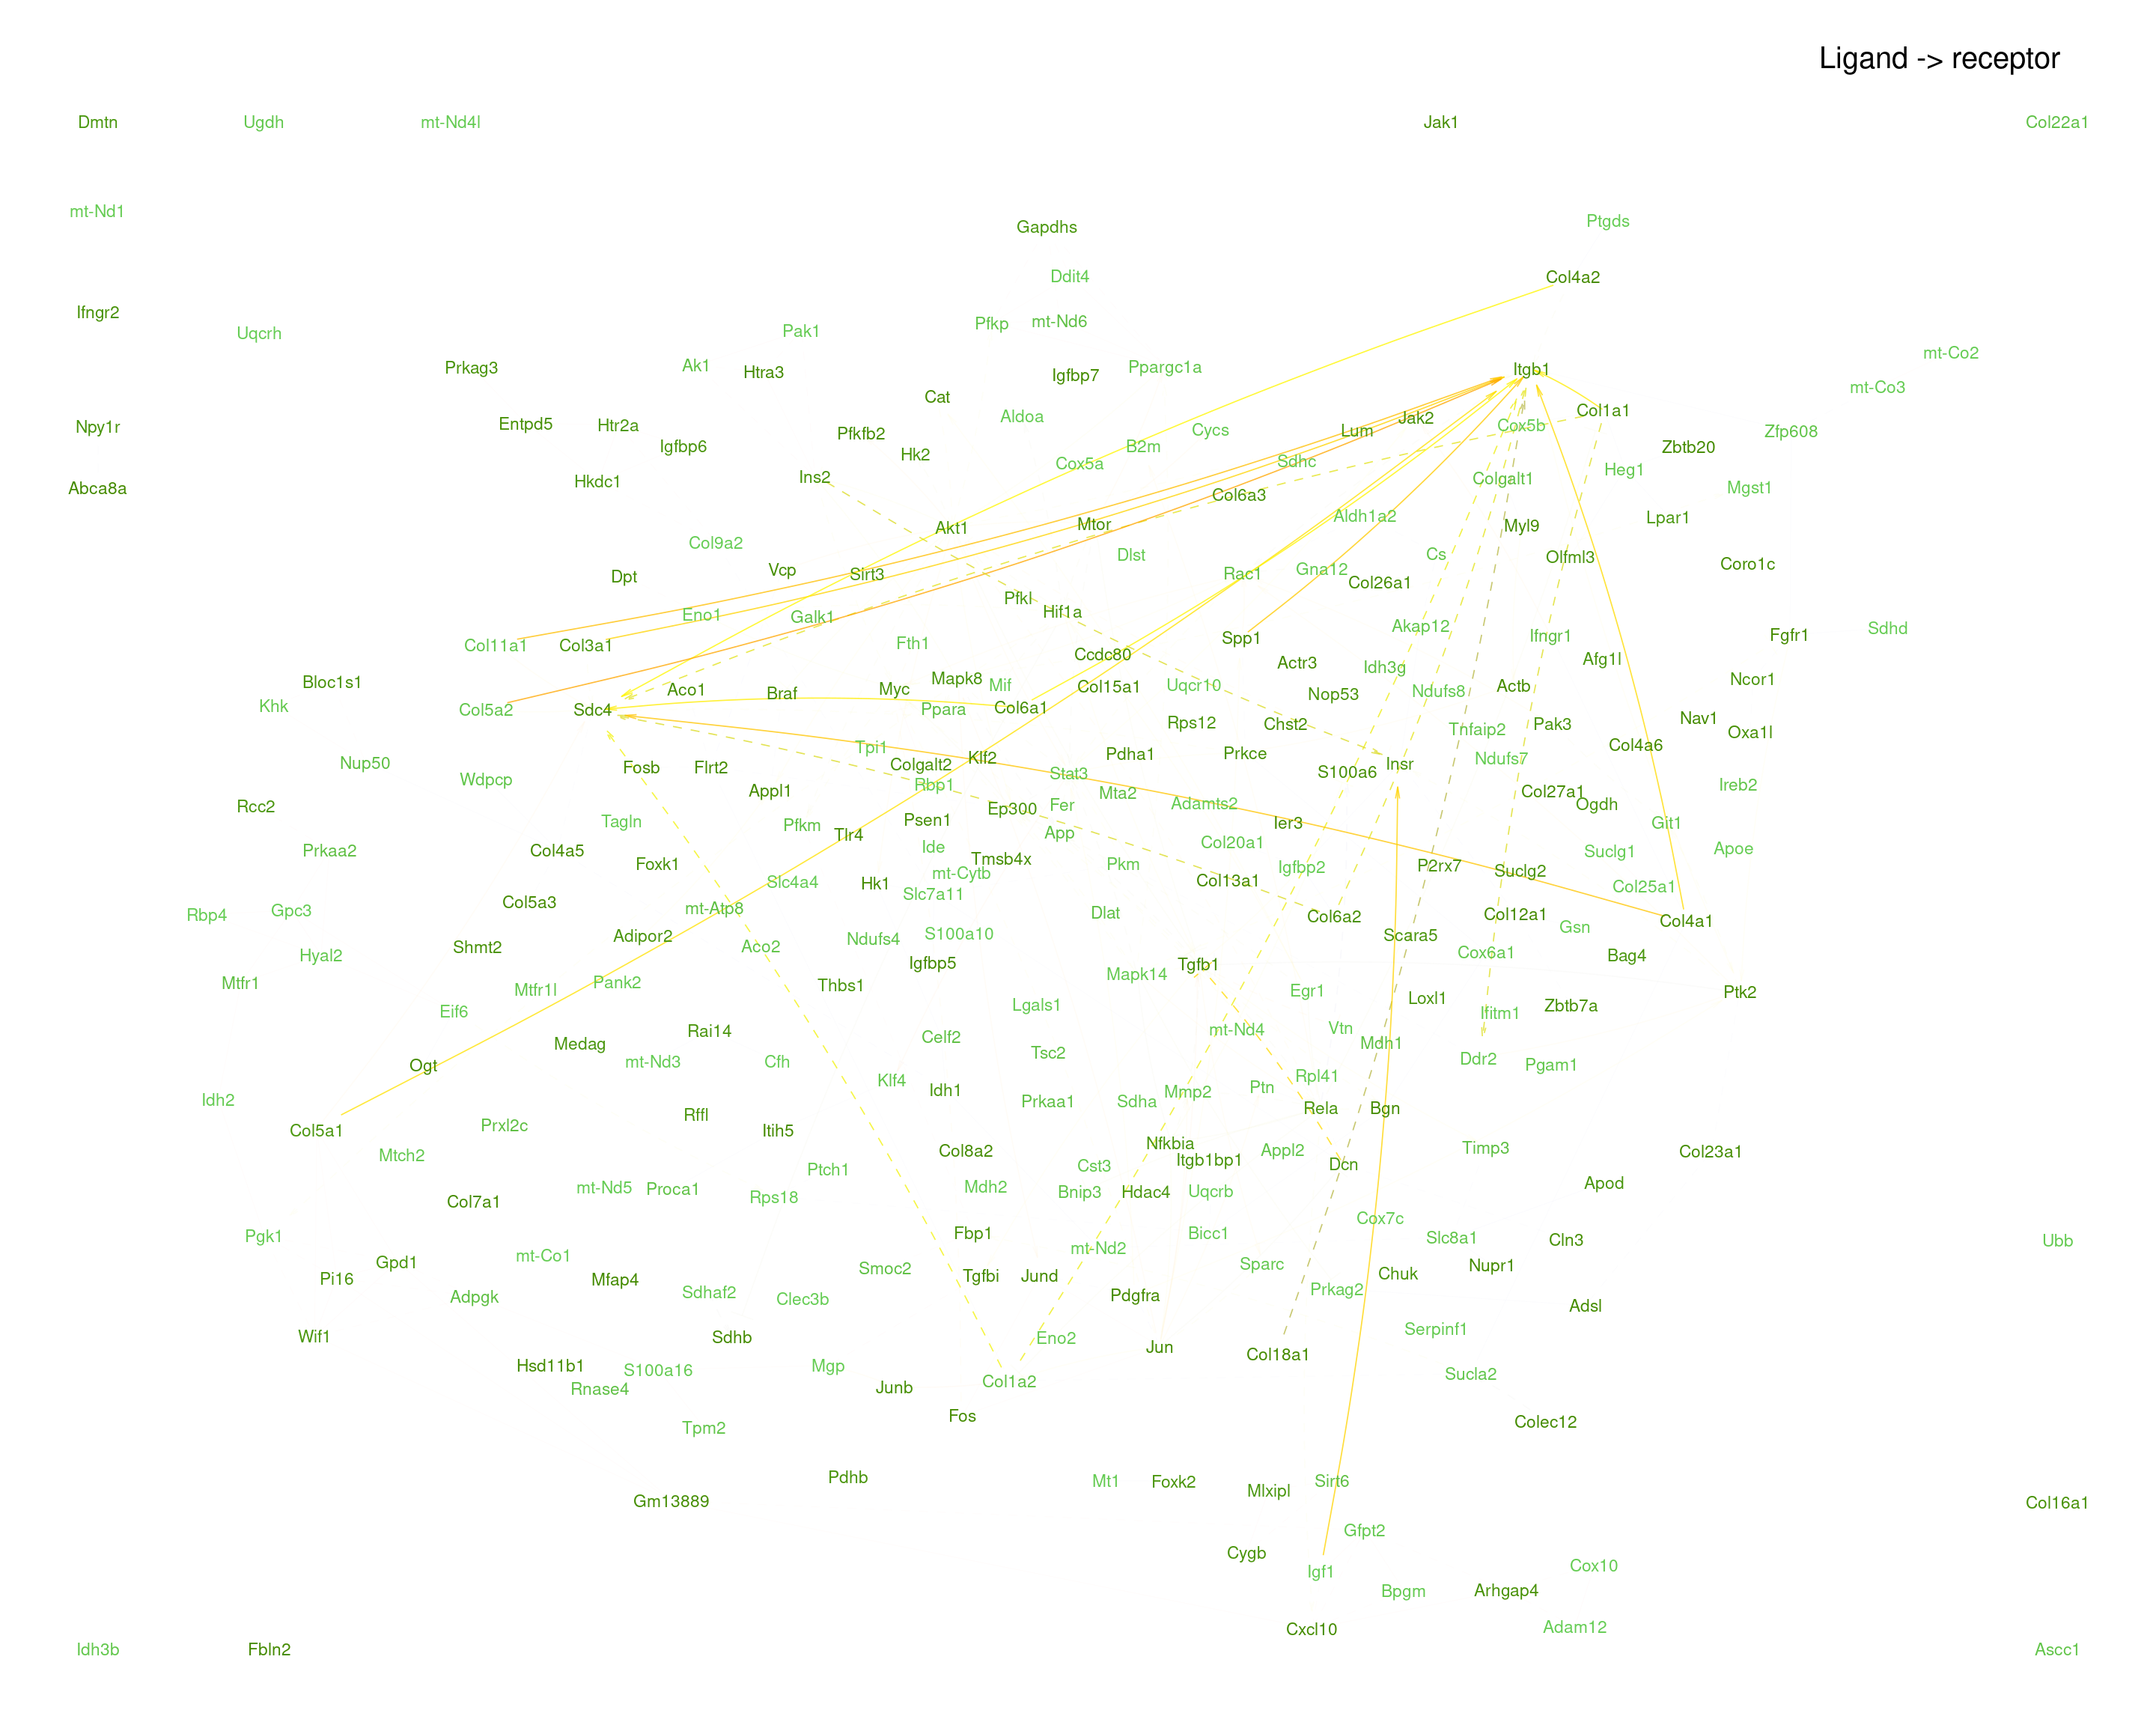 Ligand -> receptor
Dmtn
Ugdh
mt-Nd4l
Jak1
Col22a1
mt-Nd1
Ptgds
Gapdhs
Ddit4
Col4a2
Ifngr2
Uqcrh
Pak1
Pfkp
mt-Nd6
mt-Co2
Prkag3
Ak1
Htra3
Igfbp7
Ppargc1a
Itgb1
mt-Co3
Cat
Aldoa
Col1a1
Npy1r
Entpd5
Htr2a
Pfkfb2
Cycs
Lum
Jak2
Cox5b
Zfp608
Igfbp6
Hk2
B2m
Zbtb20
Cox5a
Sdhc
Heg1
Abca8a
Hkdc1
Ins2
Col6a3
Colgalt1
Mgst1
Akt1
Mtor
Aldh1a2
Myl9
Lpar1
Col9a2
Dlst
Cs
Olfml3
Coro1c
Dpt
Vcp
Sirt3
Rac1
Gna12
Col26a1
Eno1
Galk1
Pfkl
Hif1a
Akap12
Sdhd
Col11a1
Col3a1
Fth1
Spp1
Ifngr1
Fgfr1
Ccdc80
Actr3
Idh3g
Afg1l
Bloc1s1
Aco1
Braf
Myc
Mapk8
Mif
Col15a1
Uqcr10
Nop53
Ndufs8
Actb
Ncor1
Khk
Col5a2
Sdc4
Ppara
Col6a1
Rps12
Chst2
Tnfaip2
Pak3
Nav1
Oxa1l
Tpi1
Col4a6
Nup50
Wdpcp
Fosb
Flrt2
Colgalt2
Klf2
Pdha1
Prkce
Insr
Ndufs7
Rbp1
Stat3
S100a6
Ireb2
Rcc2
Appl1
Ep300
Fer
Mta2
Adamts2
Col27a1
Ogdh
Tagln
Pfkm
Tlr4
Psen1
App
Ier3
Git1
Prkaa2
Col4a5
Foxk1
Ide
Tmsb4x
Pkm
Col20a1
Igfbp2
P2rx7
Suclg2
Suclg1
Apoe
Slc4a4
Hk1
mt-Cytb
Slc7a11
Col13a1
Col25a1
Rbp4
Gpc3
Col5a3
mt-Atp8
Dlat
Col6a2
Col12a1
Col4a1
Shmt2
Adipor2
Aco2
Ndufs4
S100a10
Scara5
Gsn
Hyal2
Igfbp5
Tgfb1
Cox6a1
Bag4
Mtfr1
Mtfr1l
Pank2
Thbs1
Mapk14
Egr1
Loxl1
Ptk2
Eif6
Lgals1
Zbtb7a
Ifitm1
Medag
Rai14
Celf2
mt-Nd4
Vtn
Mdh1
Ogt
mt-Nd3
Cfh
Tsc2
Ddr2
Pgam1
Idh2
Klf4
Idh1
Prkaa1
Sdha
Mmp2
Ptn
Rpl41
Col5a1
Prxl2c
Rffl
Itih5
Rela
Bgn
Mtch2
Col8a2
Nfkbia
Itgb1bp1
Appl2
Timp3
Col23a1
Ptch1
Cst3
Dcn
Col7a1
mt-Nd5
Proca1
Rps18
Mdh2
Bnip3
Hdac4
Uqcrb
Apod
Pgk1
Fbp1
mt-Nd2
Bicc1
Cox7c
Slc8a1
Cln3
Ubb
Pi16
Gpd1
mt-Co1
Mfap4
Smoc2
Tgfbi
Jund
Sparc
Chuk
Nupr1
Adpgk
Sdhaf2
Clec3b
Pdgfra
Prkag2
Adsl
Wif1
Sdhb
Eno2
Jun
Col18a1
Serpinf1
Hsd11b1
S100a16
Mgp
Sucla2
Rnase4
Junb
Col1a2
Fos
Tpm2
Colec12
Pdhb
Mt1
Foxk2
Mlxipl
Sirt6
Gm13889
Col16a1
Gfpt2
Cygb
Igf1
Cox10
Bpgm
Arhgap4
Cxcl10
Adam12
Idh3b
Fbln2
Ascc1